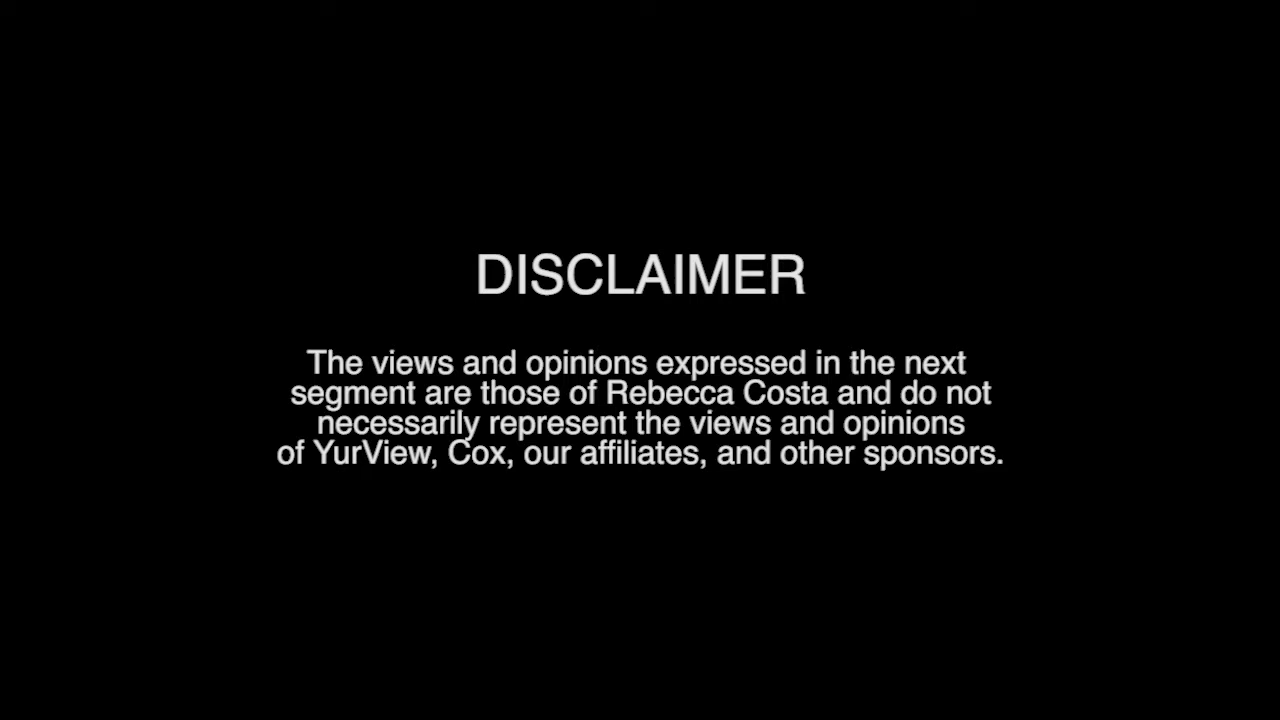 DISCLAIMER
The views and opinions expressed in the next
segment are those of Rebecca Costa and do not
necessarily represent the views and opinions
of YurView, Cox, our affiliates, and other sponsors.